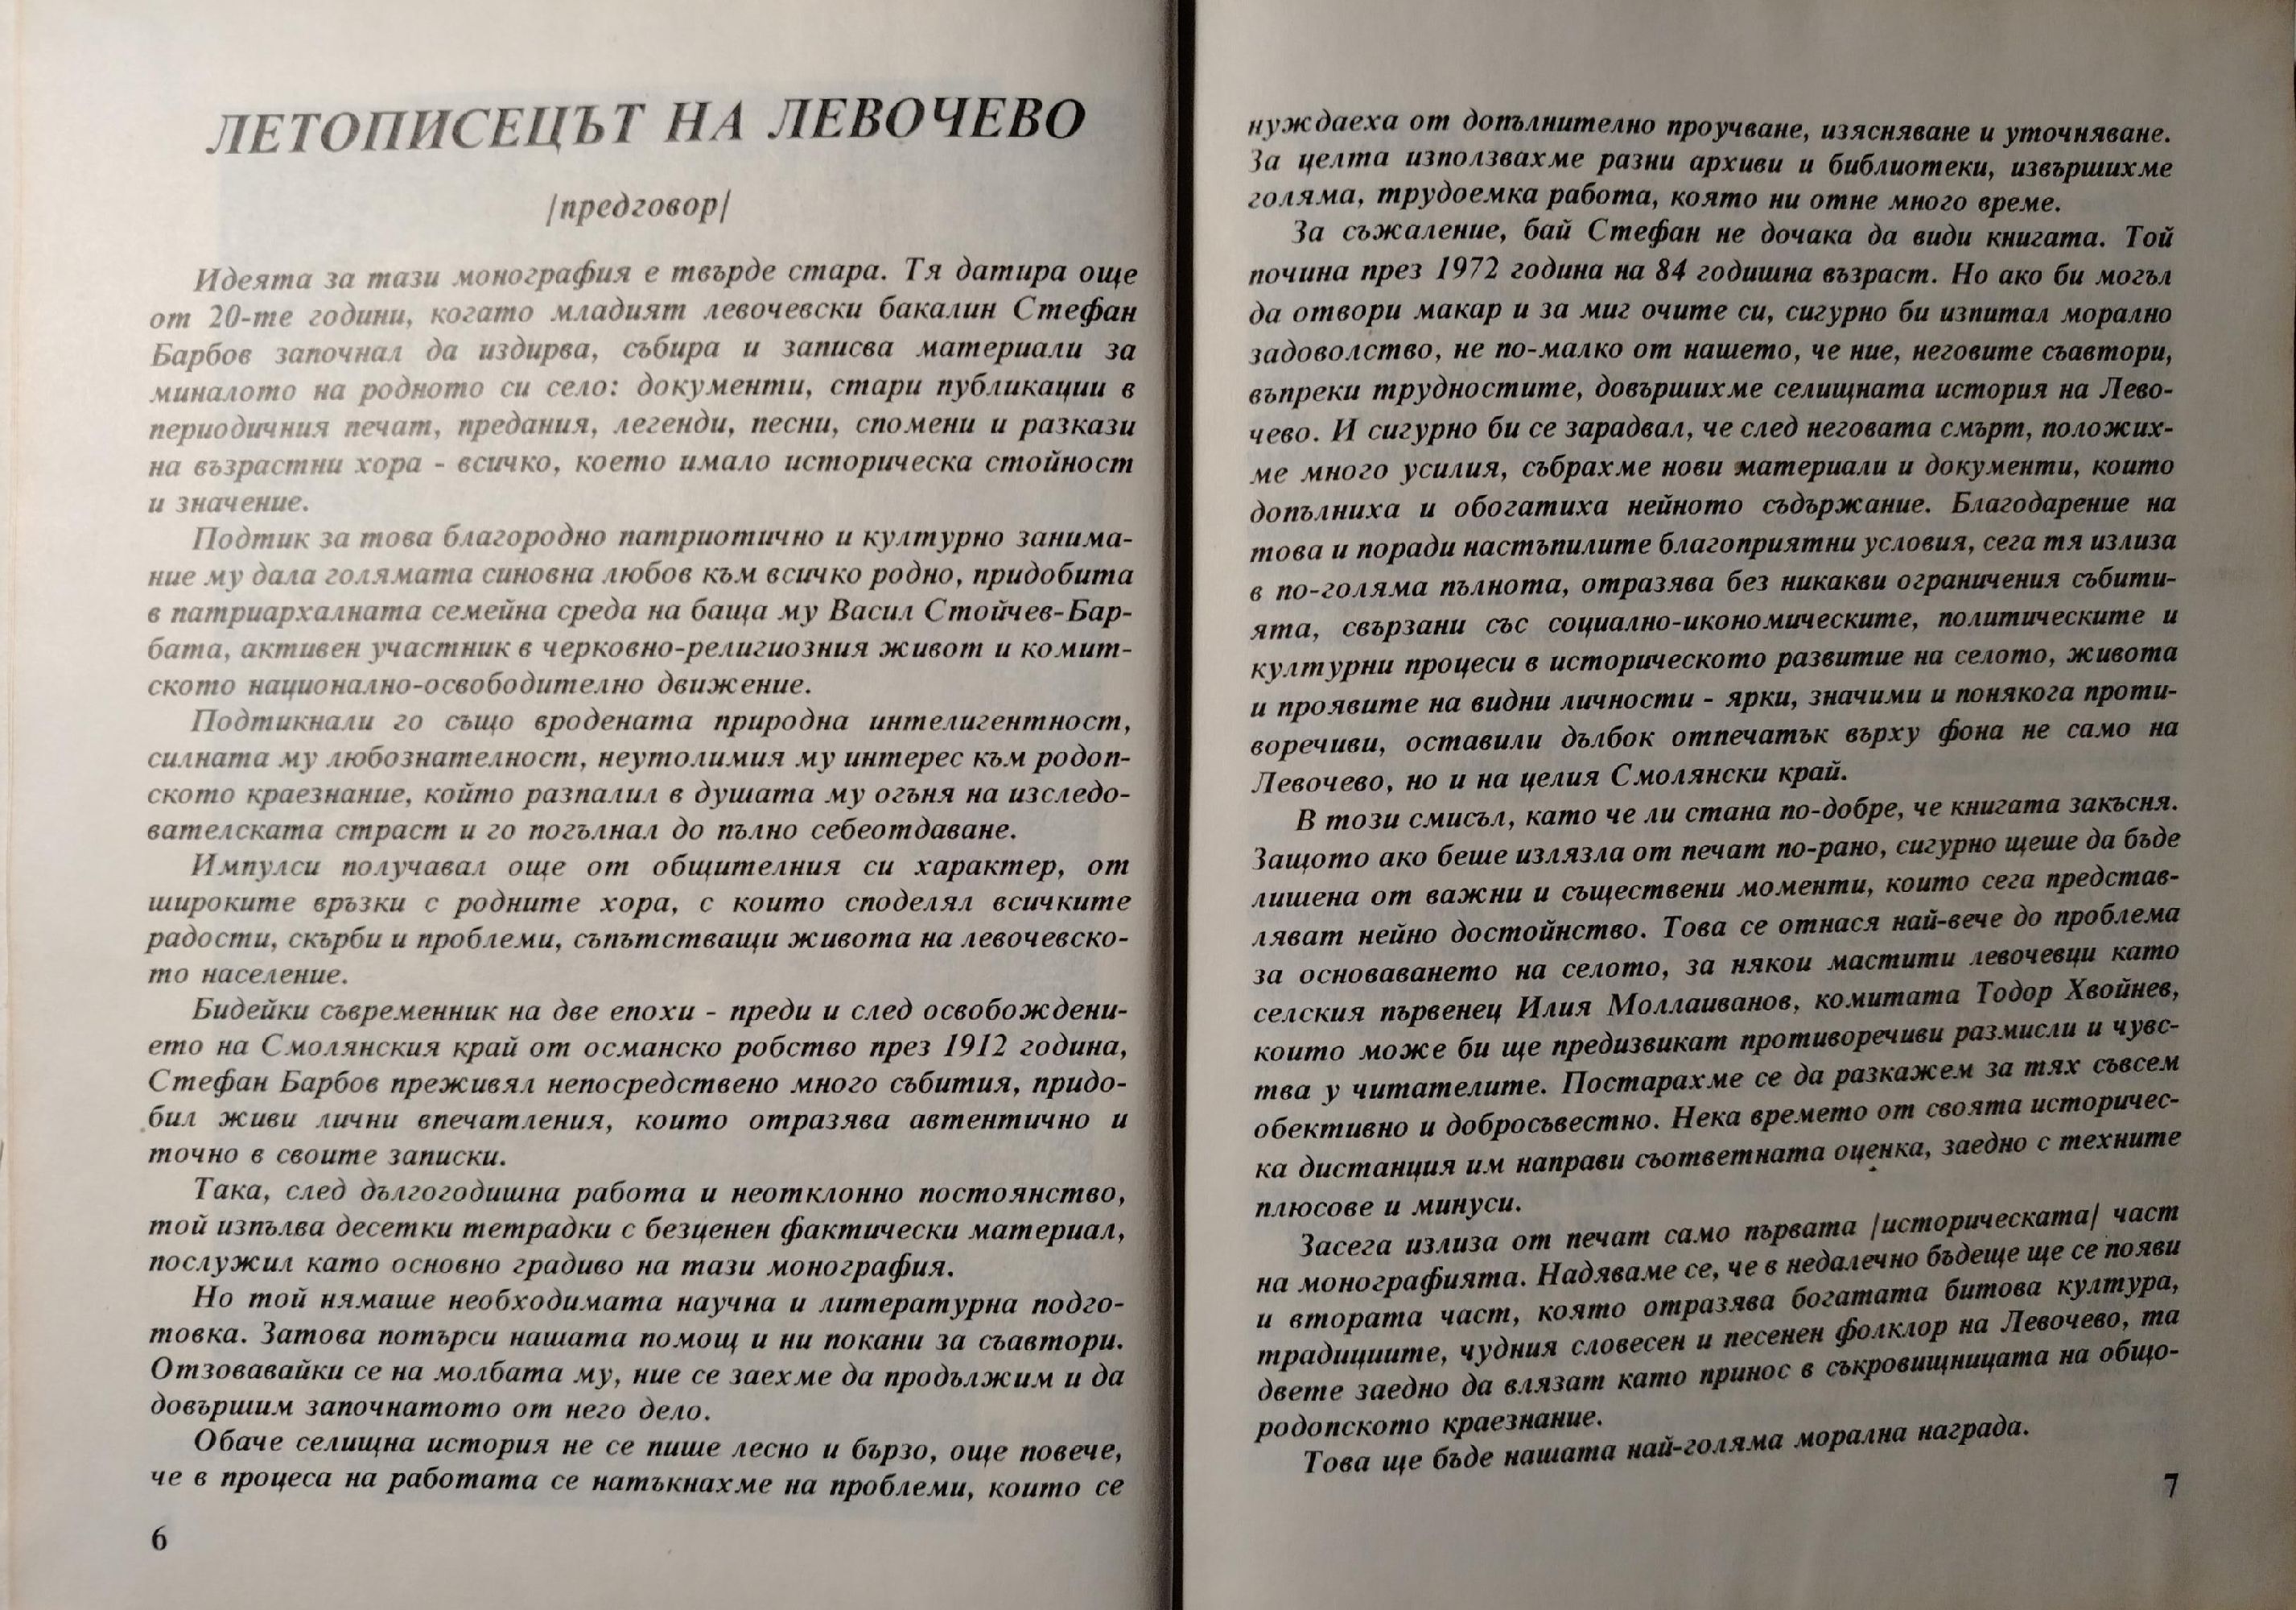 ЛЕТОПИСЕЦЪТ НА ЛЕВОЧЕВО
/предговор/
Идеята за тази монография е твърде стара. Тя датира още
от 20-те години, когато младият левочевски бакалин Стефан
Барбов започнал да издирва, събира и записва материали за
миналото на родното си село: документи, стари публикации в
периодичния печат, предания, легенди, песни, спомени и разкази
на възрастни хора - всичко, което имало историческа стойност
и значение.
Подтик за това благородно патриотично и културно занима-
ние му дала голямата синовна любов към всичко родно, придобита
в патриархалната семейна среда на баща му Васил Стойчев-Бар-
бата, активен участник в черковно-религиозния живот и комит-
ското национално-освободително движение.
Подтикнали го също вродената природна интелигентност,
силната му любознателност, неутолимия му интерес към родоп-
ското краезнание, който разпалил в душата му огъня на изследо-
вателската страст и го погълнал до пълно себеотдаване.
Импулси получавал още от общителния си характер, от
широките връзки с родните хора, с които споделял всичките
радости, скърби и проблеми, съпътстващи живота на левочевско-
то население.
Бидейки съвременник на две епохи - преди и след освобождени-
ето на Смолянския край от османско робство през 1912 година,
Стефан Барбов преживял непосредствено много събития, придо-
бил живи лични впечатления, които отразява автентично и
точно в своите записки.
Така, след дългогодишна работа и неотклонно постоянство,
той изпълва десетки тетрадки с безценен фактически материал,
послужил като основно градиво на тази монография.
Но той нямаше необходимата научна и литературна подго-
товка. Затова потърси нашата помощ и ни покани за съавтори.
Отзовавайки се на молбата му, ние се заехме да продължим и да
довършим започнатото от него дело.
Обаче селищна история не се пише лесно и бързо, още повече,
че в процеса на работата се натъкнахме на проблеми, които се
6
нуждаеха от допълнително проучване, изясняване и уточняване.
За целта използвахме разни архиви и библиотеки, извършихме
голяма, трудоемка работа, която ни отне много време.
За съжаление, бай Стефан не дочака да види книгата. Той
почина през 1972 година на 84 годишна възраст. Но ако би могъл
да отвори макар и за миг очите си, сигурно би изпитал морално
задоволство, не по-малко от нашето, че ние, неговите съавтори,
въпреки трудностите, довършихме селищната история на Лево-
чево. И сигурно би се зарадвал, че след неговата смърт, положих-
ме много усилия, събрахме нови материали и документи, които
допълниха и обогатиха нейното съдържание. Благодарение на
това и поради настъпилите благоприятни условия, сега тя излиза
в по-голяма пълнота, отразява без никакви ограничения събити-
ята, свързани със социално-икономическите, политическите и
културни процеси в историческото развитие на селото, живота
и проявите на видни личности - ярки, значими и понякога проти-
воречиви, оставили дълбок отпечатък върху фона не само на
Левочево, но и на целия Смолянски край.
В този смисъл, като че ли стана по-добре, че книгата закъсня.
Защото ако беше излязла от печат по-рано, сигурно щеше да бъде
лишена от важни и съществени моменти, които сега представ-
ляват нейно достойнство. Това се отнася най-вече до проблема
за основаването на селото, за някои мастити левочевци като
селския първенец Илия Моллаиванов, комитата Тодор Хвойнев,
които може би ще предизвикат противоречиви размисли и чувс-
тва у читателите. Постарахме се да разкажем за тях съвсем
обективно и добросъвестно. Нека времето от своята историчес-
ка дистанция им направи съответната оценка, заедно с техните
плюсове и минуси.
Засега излиза от печат само първата /историческата/ част
на монографията. Надяваме се, че в недалечно бъдеще ще се появи
и втората част, която отразява богатата битова култура,
традициите, чудния словесен и песенен фолклор на Левочево, та
двете заедно да влязат като принос в съкровищницата на общо-
родопското краезнание.
Това ще бъде нашата най-голяма морална награда.
7